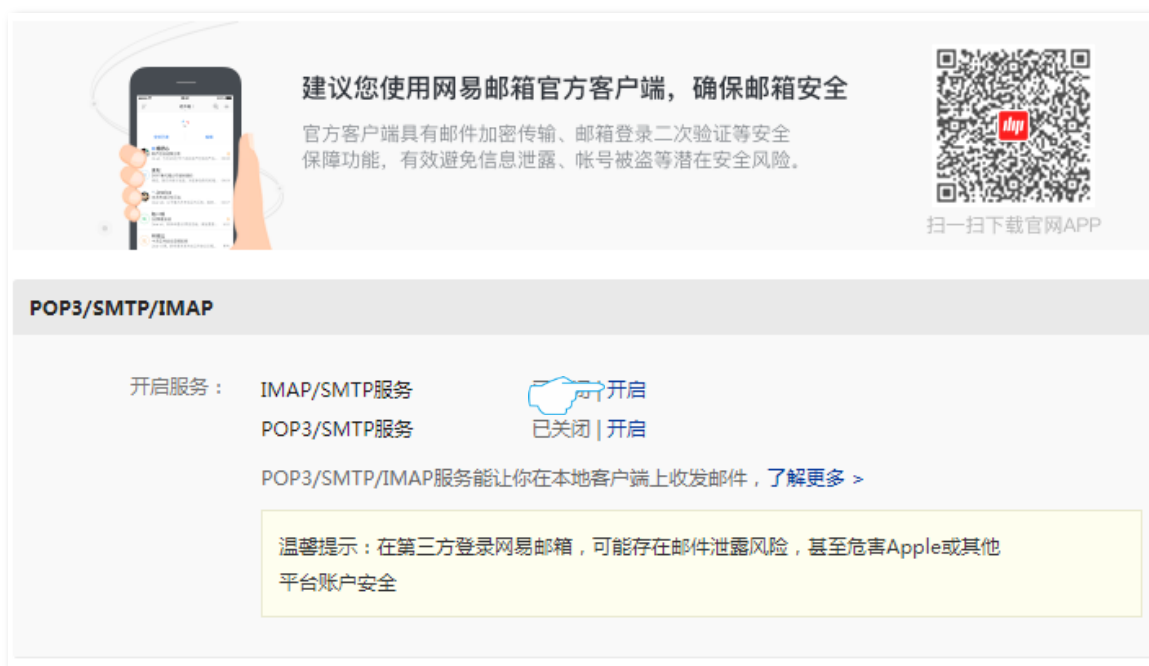 建议您使用网易邮箱官方客户端，确保邮箱安全
官方客户端具有邮件加密传输、邮箱登录二次验证等安全
保障功能，有效避免信息泄露、帐号被盗等潜在安全风险。
扫一扫下载官网APP
POP3/SMTP/IMAP
开启服务：
IMAP/SMTP服务 闭 | 开启
POP3/SMTP服务 已关闭 | 开启
POP3/SMTP/IMAP服务能让你在本地客户端上收发邮件，了解更多 >
温馨提示：在第三方登录网易邮箱，可能存在邮件泄露风险，甚至危害Apple或其他
平台账户安全